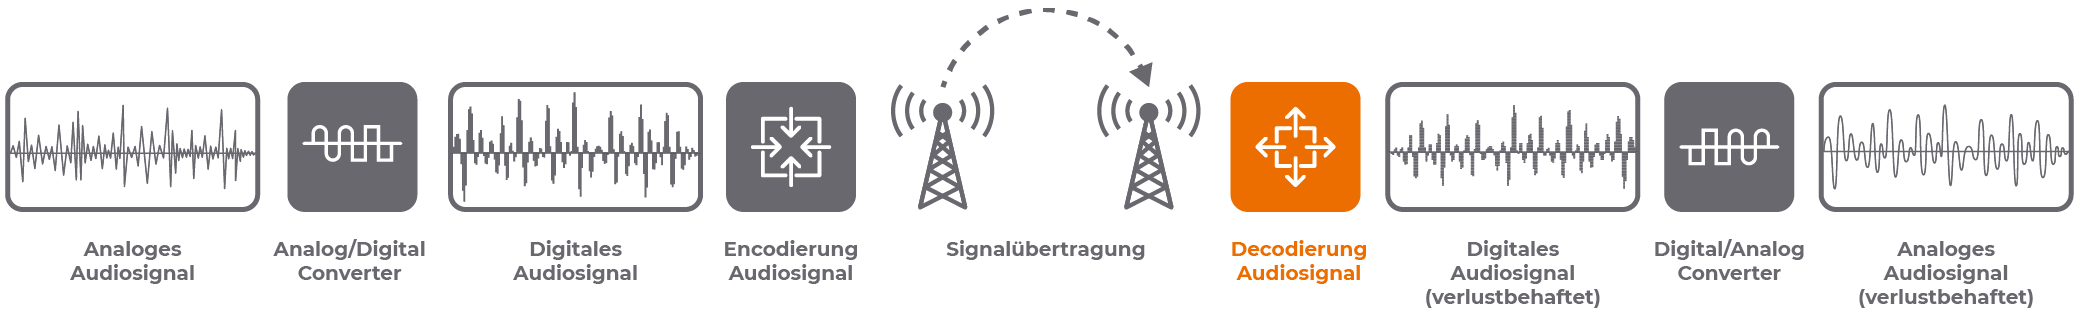 Analoges
Audiosignal
Analog/Digital
Converter
Digitales
Audiosignal
Encodierung
Audiosignal
Signalübertragung
Decodierung
Audiosignal
Digitales
Audiosignal
(verlustbehaftet)
Digital/Analog
Converter
Analoges
Audiosignal
(verlustbehaftet)